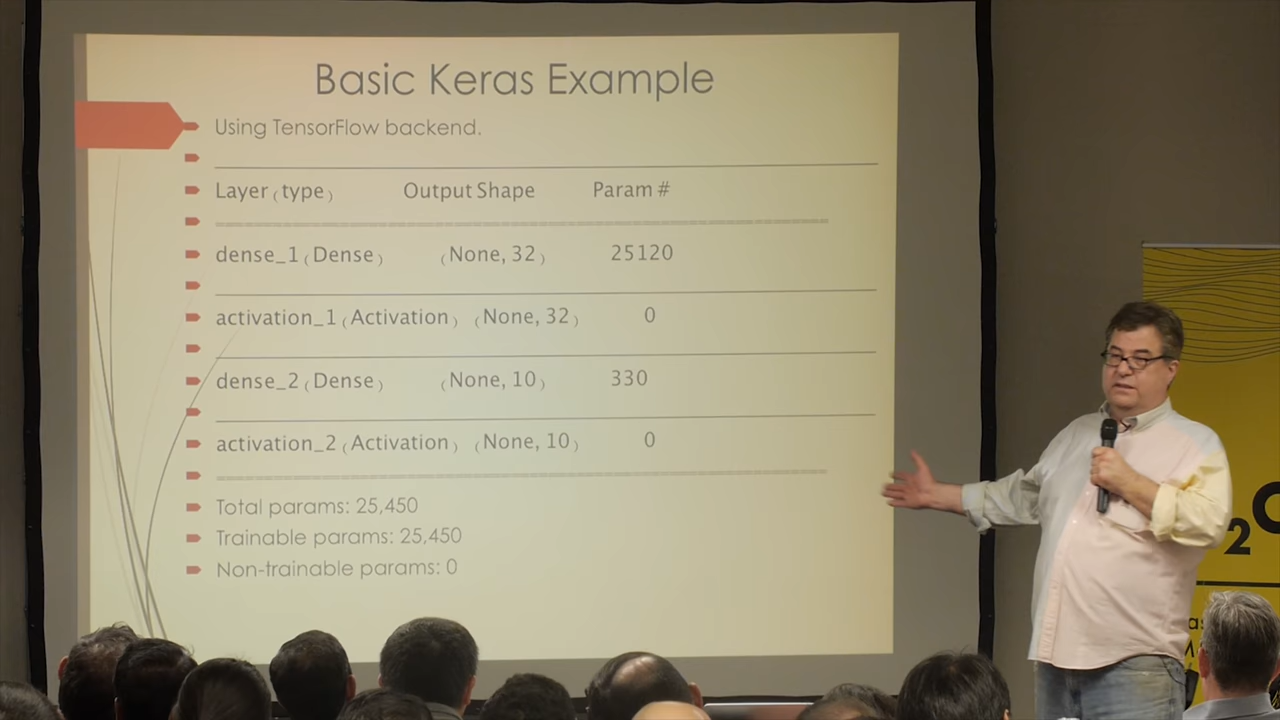 Basic Keras Example
Using TensorFlow backend.
Layer (type) Output Shape Param #
dense_1 (Dense) (None, 32) 25120
activation_1 (Activation) (None, 32) 0
dense_2 (Dense) (None, 10) 330
activation_2 (Activation) (None, 10) 0
Total params: 25,450
Trainable params: 25,450
Non-trainable params: 0
2